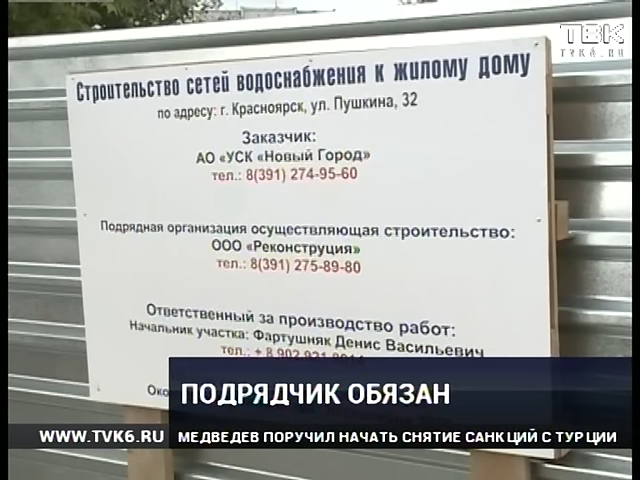 ТВК
TVK6.RU
Строительство сетей водоснабжения к жилому дому
по адресу: г. Красноярск, ул. Пушкина, 32
Заказчик:
АО «УСК «Новый Город»
тел.: 8(391) 274-95-60
Подрядная организация осуществляющая строительство:
ООО «Реконструция»
тел.: 8(391) 275-89-80
Ответственный за производство работ:
Начальник участка: Фартушняк Денис Васильевич
тел.: + 8 902
ПОДРЯДЧИК ОБЯЗАН
WWW.TVK6.RU МЕДВЕДЕВ ПОРУЧИЛ НАЧАТЬ СНЯТИЕ САНКЦИЙ С ТУРЦИИ